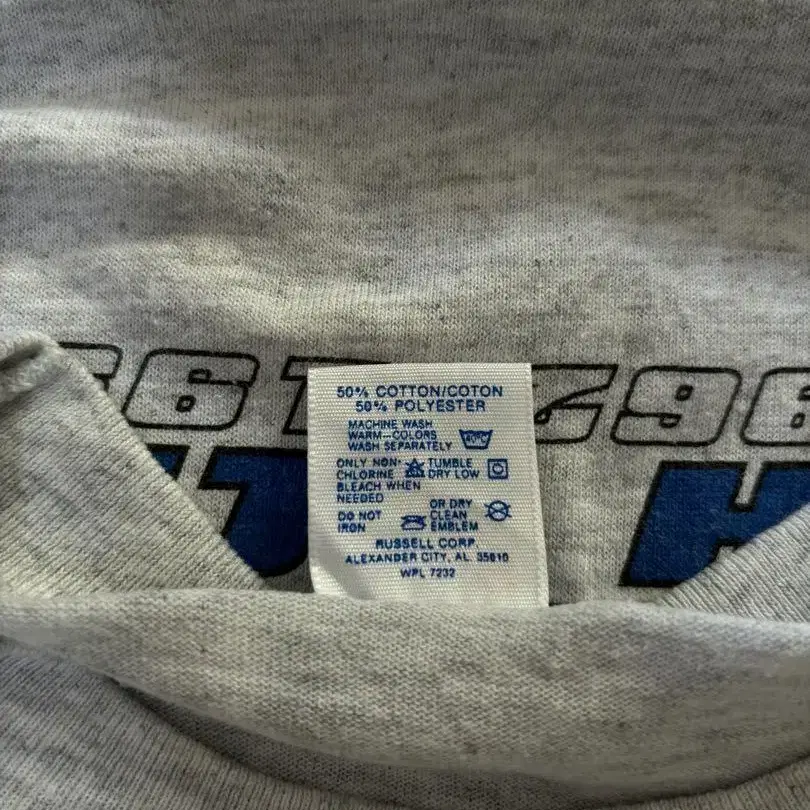 50% COTTON/COTON
50% POLYESTER
MACHINE WASH
WARM-COLORS
WASH SEPARATELY
40°C
ONLY NON-
CHLORINE
BLEACH WHEN
NEEDED
TUMBLE
DRY LOW
DO NOT
IRON
OR DRY
CLEAN
EMBLEM
RUSSELL CORP
ALEXANDER CITY, AL 35010
WPL 7232